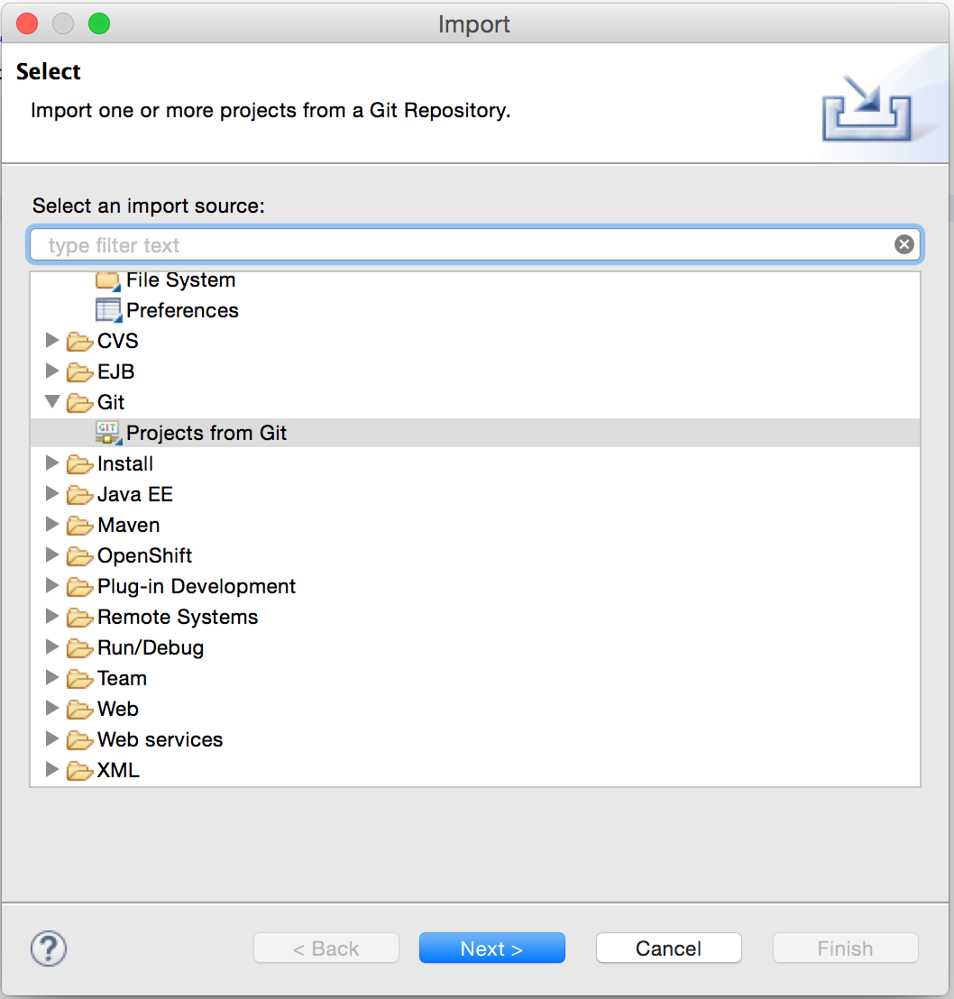 Import
Select
Import one or more projects from a Git Repository.
Select an import source:
type filter text
File System
Preferences
CVS
EJB
Git
GIT Projects from Git
Install
Java EE
Maven
OpenShift
Plug-in Development
Remote Systems
Run/Debug
Team
Web
Web services
XML
? < Back Next > Cancel Finish